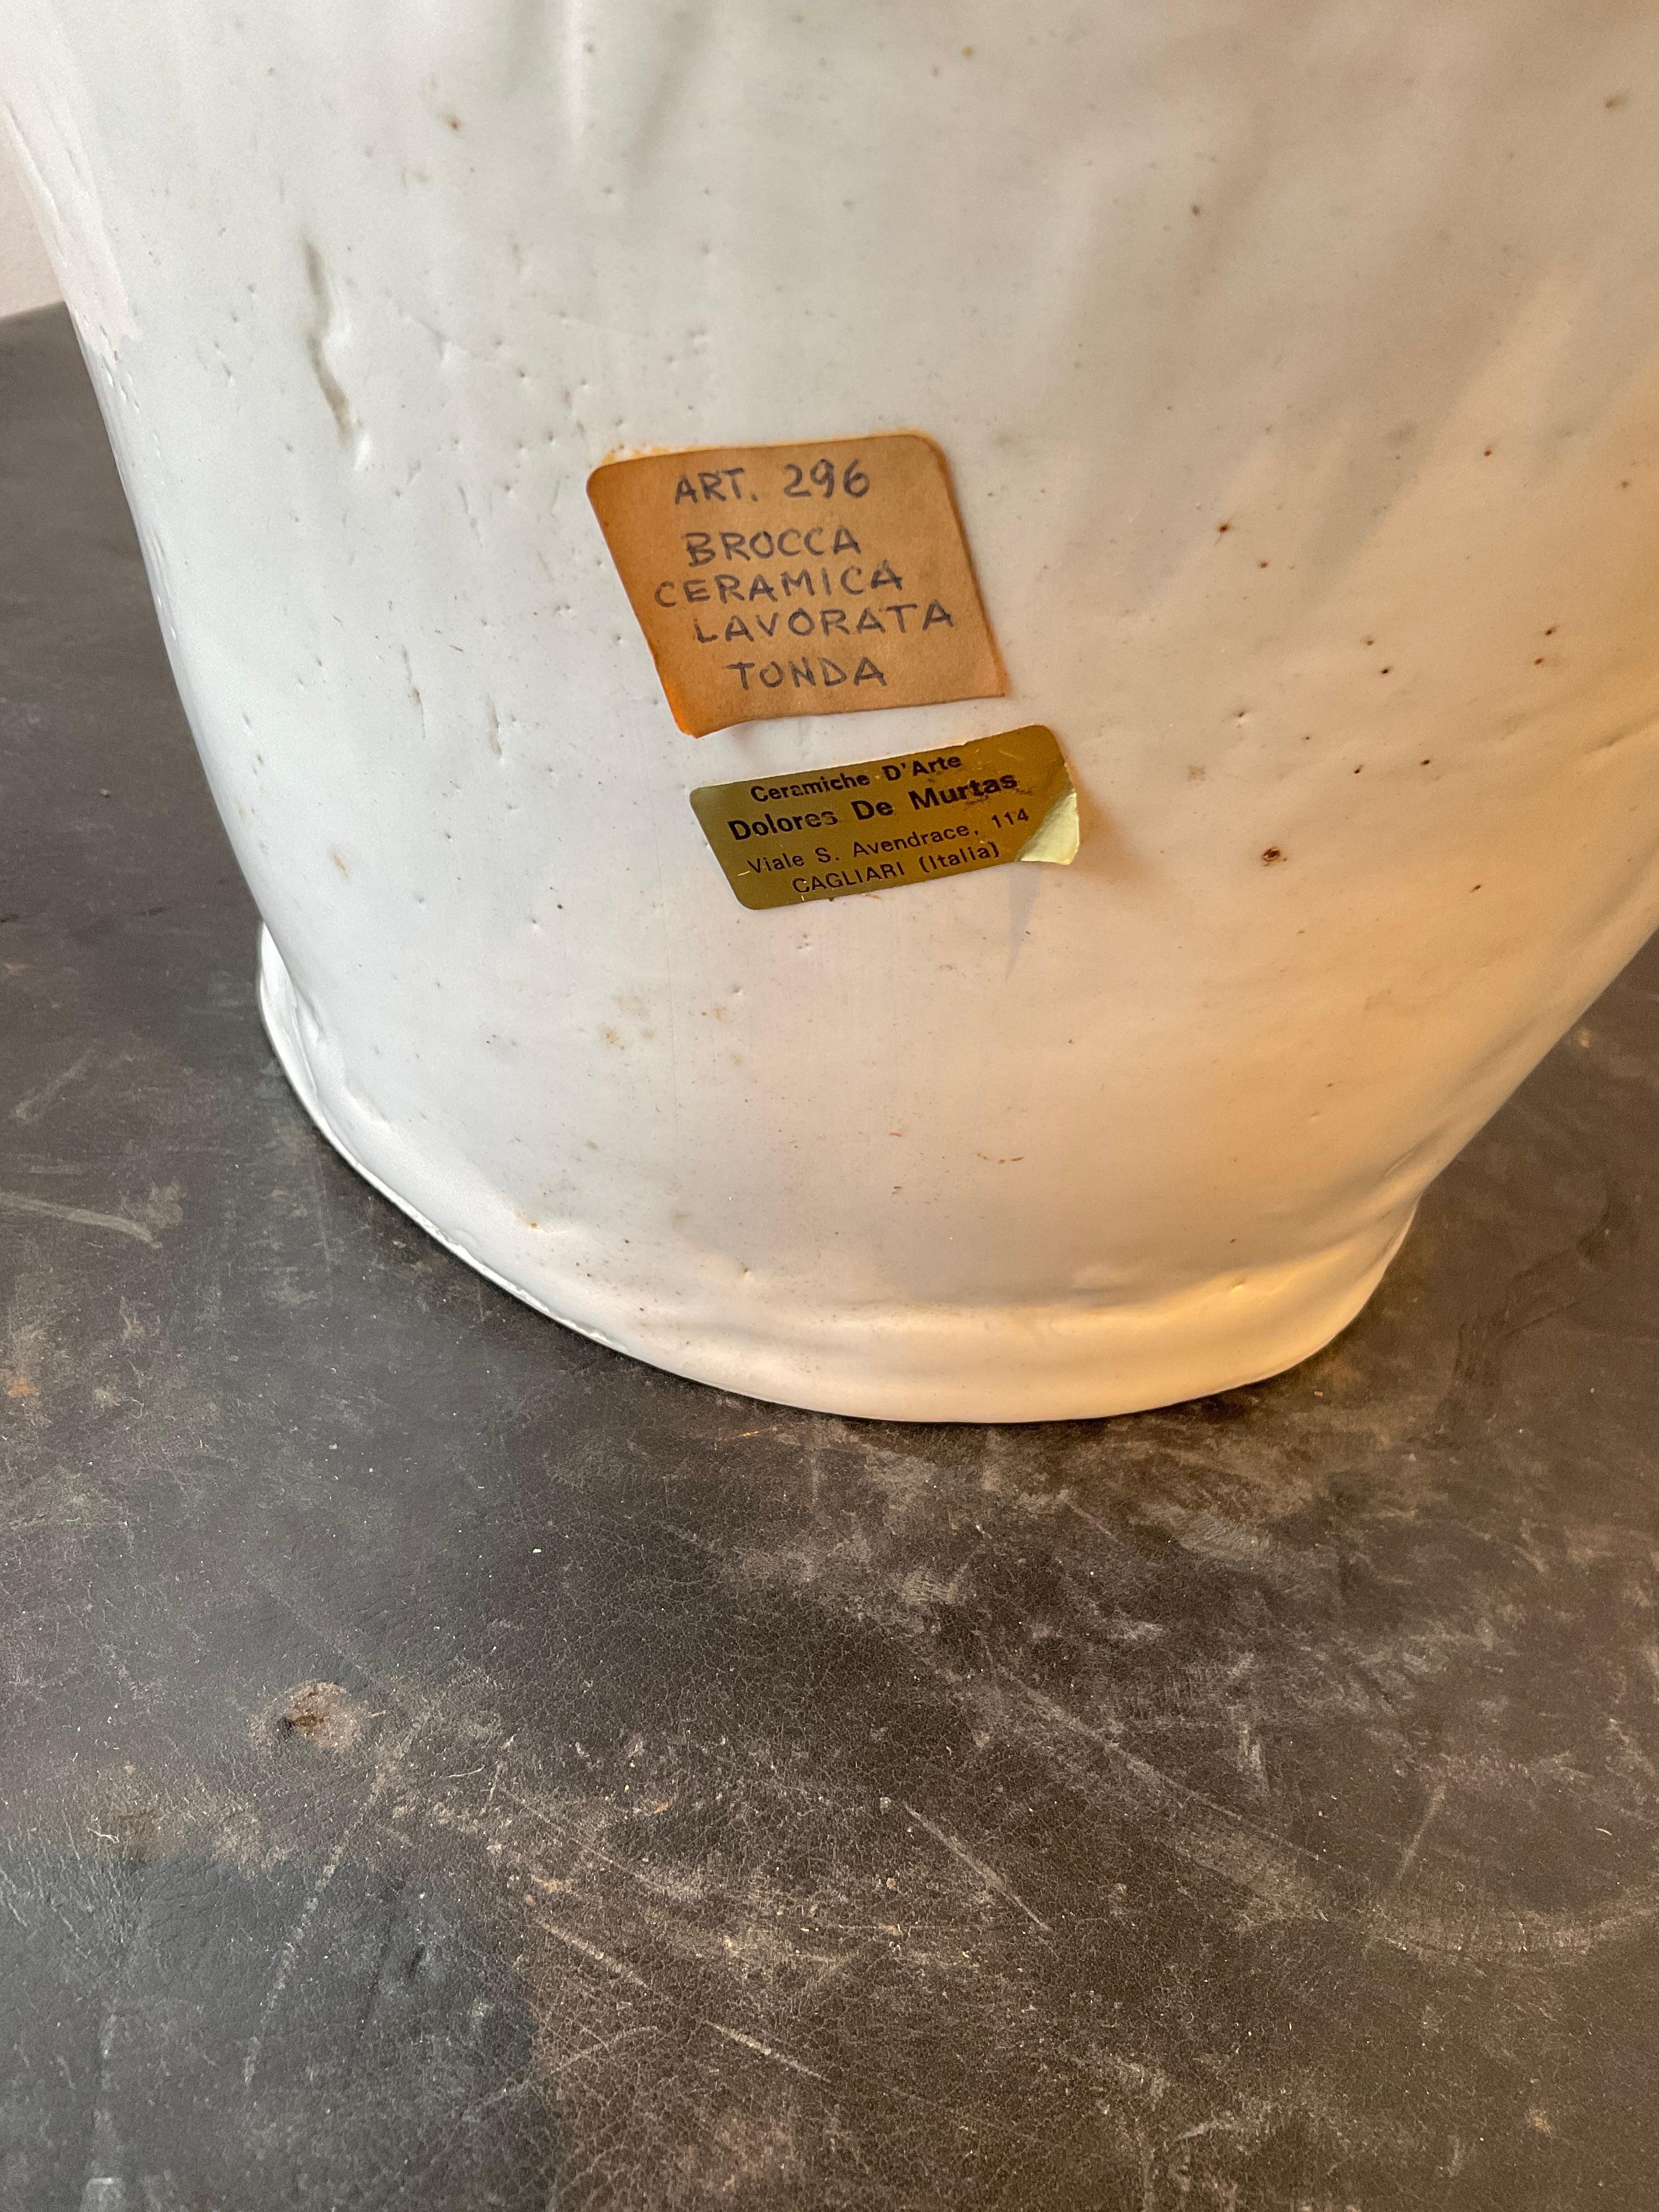 ART. 296
BROCCA
CERAMICA
LAVORATA
TONDA
Ceramiche D'Arte
Dolores De Murtas
Viale S. Avendrace, 114
CAGLIARI (Italia)